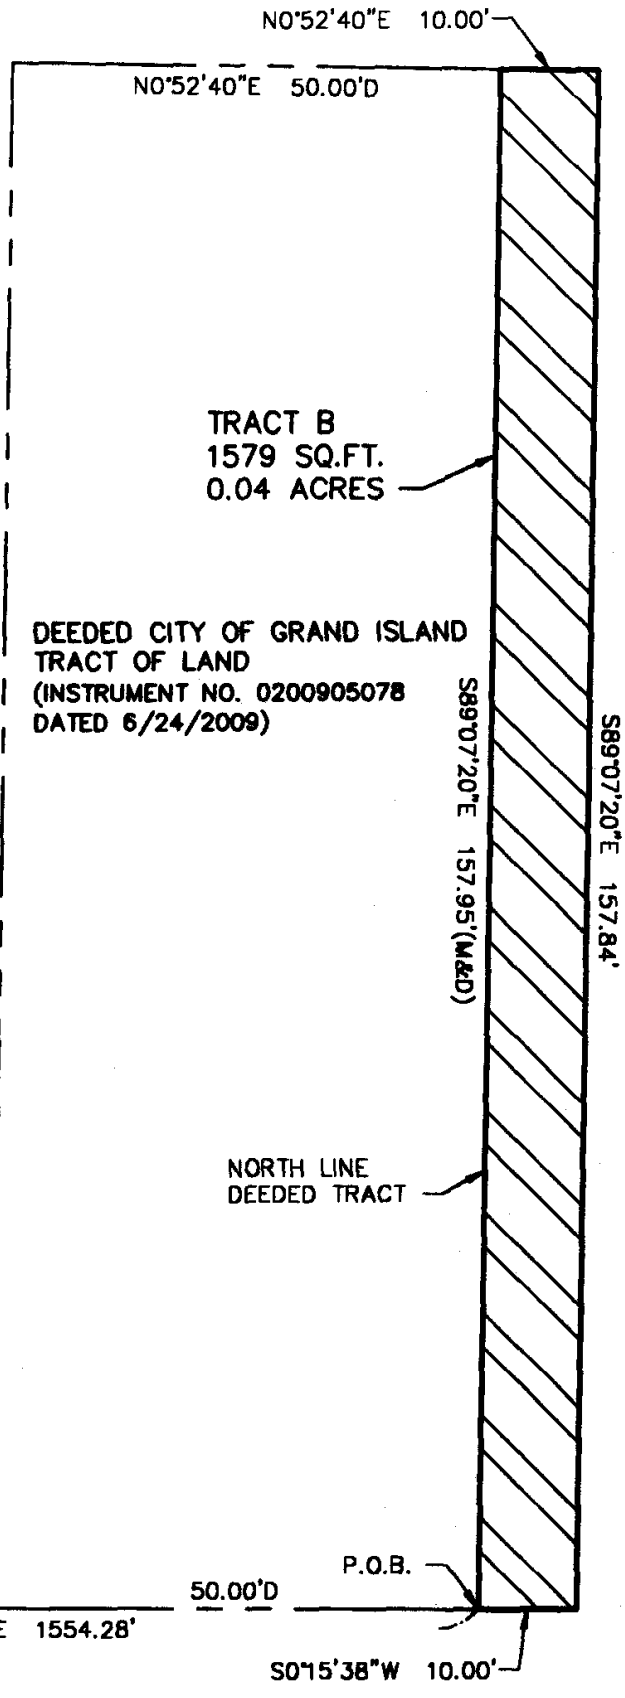 N0°52'40"E 10.00'
N0°52'40"E 50.00'D
TRACT B
1579 SQ.FT.
0.04 ACRES
DEEDED CITY OF GRAND ISLAND
TRACT OF LAND
(INSTRUMENT NO. 0200905078
DATED 6/24/2009)
S89°07'20"E 157.95'(M&D)
S89°07'20"E 157.84'
NORTH LINE
DEEDED TRACT
P.O.B.
50.00'D
E 1554.28'
S0°15'38"W 10.00'